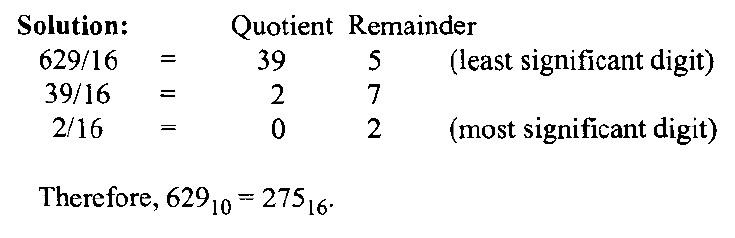 Solution: Quotient Remainder
629/16 = 39 5 (least significant digit)
39/16 = 2 7
2/16 = 0 2 (most significant digit)
Therefore, 629₁₀ = 275₁₆.